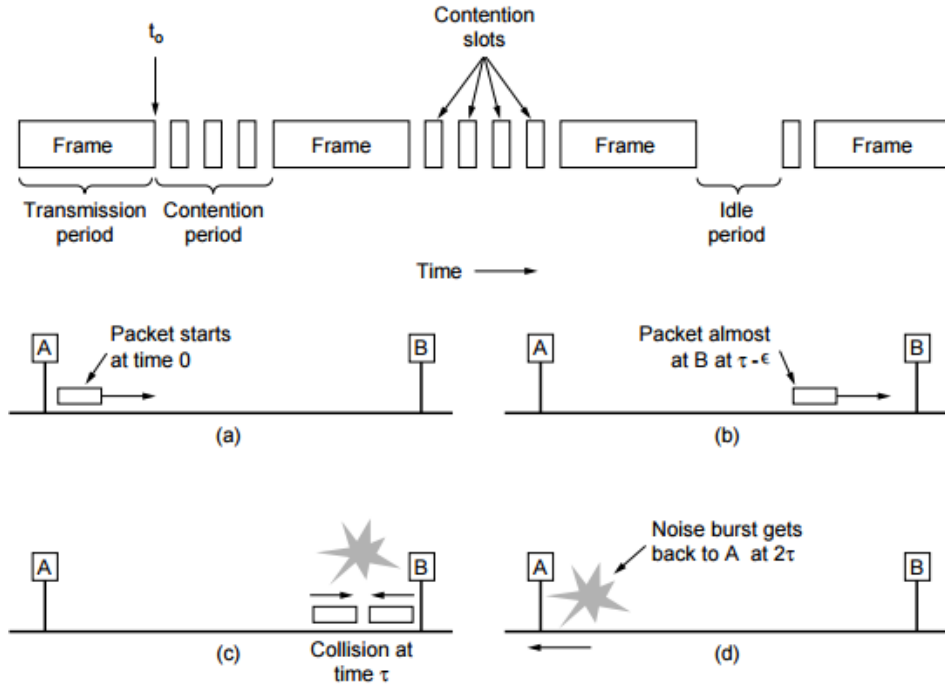 Contention
slots
t₀
Frame
Frame
Frame
Frame
Transmission
period
Contention
period
Idle
period
Time
A
Packet starts
at time 0
B
(a)
A
Packet almost
at B at τ - ϵ
B
(b)
A
B
Collision at
time τ
(c)
A
Noise burst gets
back to A at 2τ
B
(d)